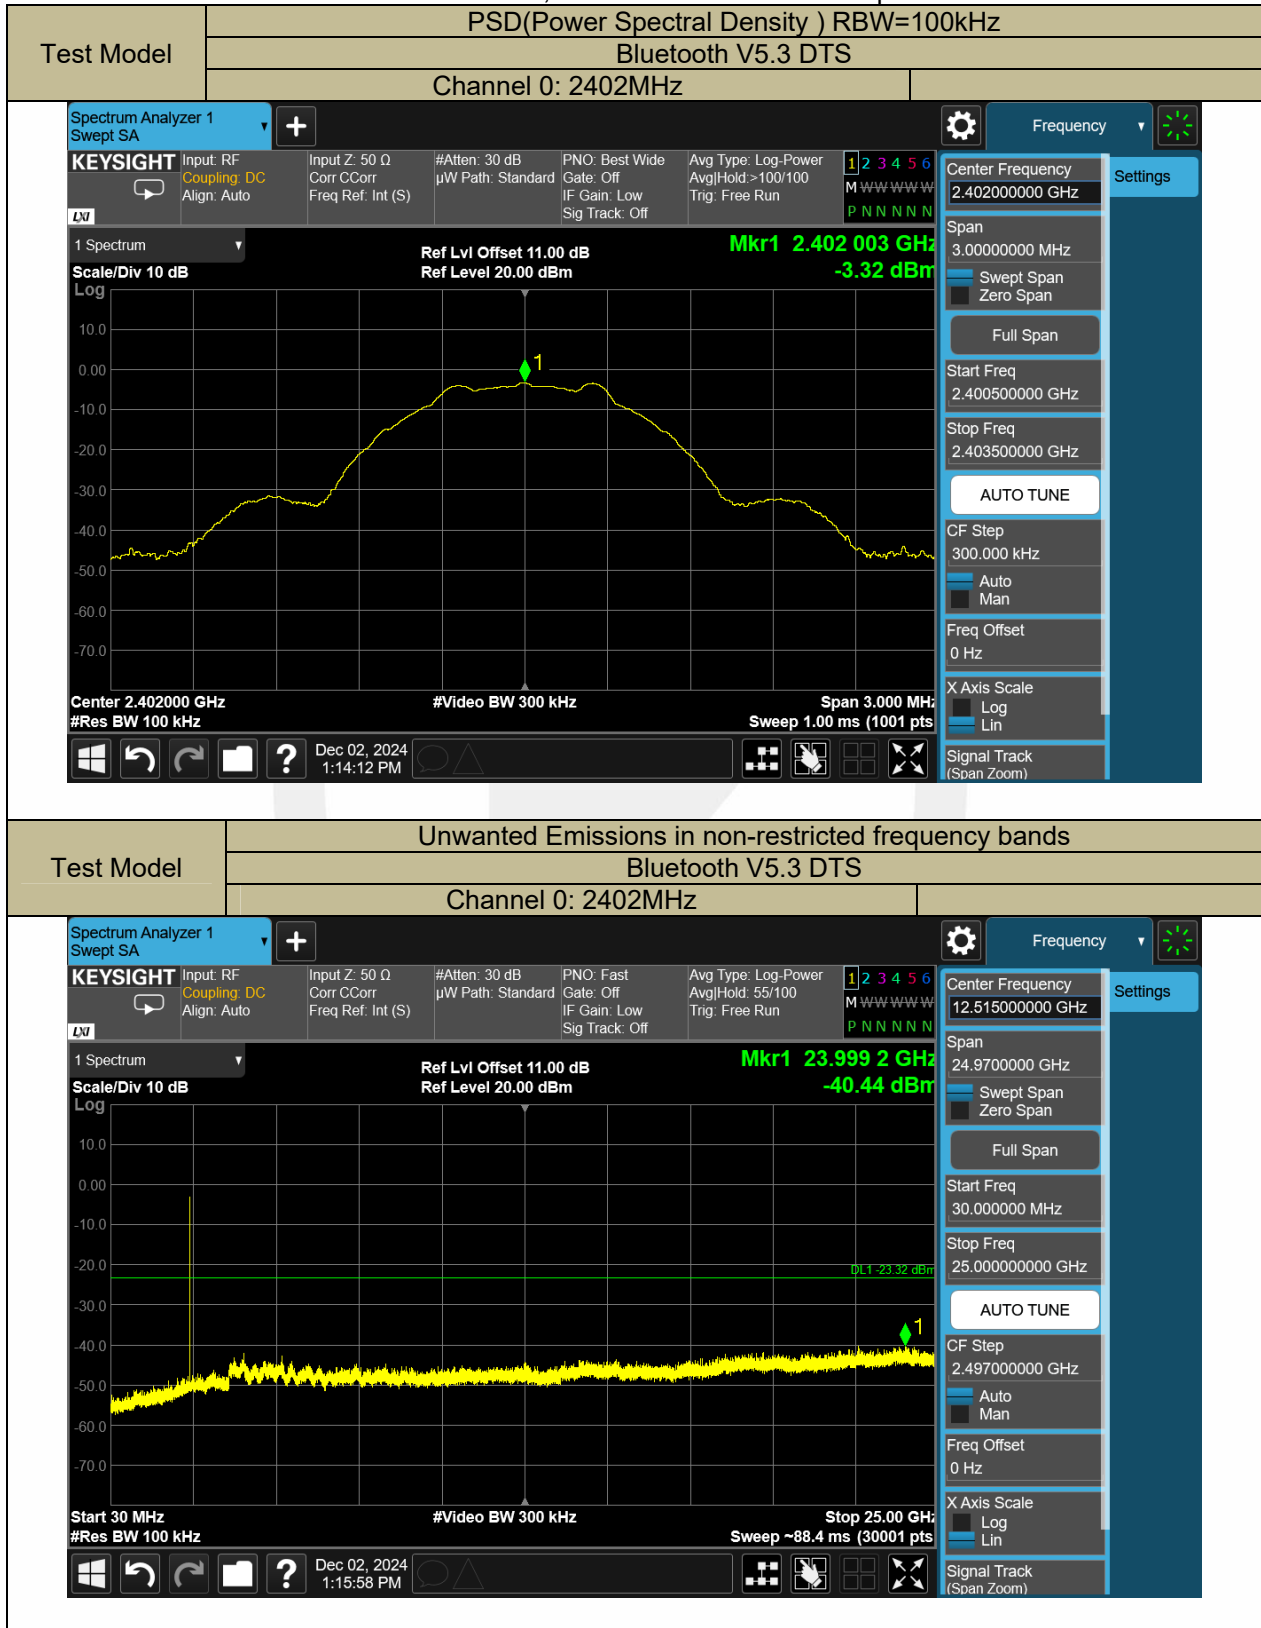 PSD(Power Spectral Density ) RBW=100kHz
Test Model
Bluetooth V5.3 DTS
Channel 0: 2402MHz
Spectrum Analyzer 1
Swept SA
Frequency
KEYSIGHT
LXI
Input: RF
Coupling: DC
Align: Auto
Input Z: 50 Ω
Corr CCorr
Freq Ref: Int (S)
#Atten: 30 dB
µW Path: Standard
PNO: Best Wide
Gate: Off
IF Gain: Low
Sig Track: Off
Avg Type: Log-Power
Avg|Hold:>100/100
Trig: Free Run
1 2 3 4 5 6
M W W W W W
P N N N N N
1 Spectrum
Scale/Div 10 dB
Log
Ref Lvl Offset 11.00 dB
Ref Level 20.00 dBm
Mkr1 2.402 003 GHz
-3.32 dBm
10.0
0.00
-10.0
-20.0
-30.0
-40.0
-50.0
-60.0
-70.0
1
Center 2.402000 GHz
#Res BW 100 kHz
#Video BW 300 kHz
Span 3.000 MHz
Sweep 1.00 ms (1001 pts
Dec 02, 2024
1:14:12 PM
Center Frequency
2.402000000 GHz
Settings
Span
3.00000000 MHz
Swept Span
Zero Span
Full Span
Start Freq
2.400500000 GHz
Stop Freq
2.403500000 GHz
AUTO TUNE
CF Step
300.000 kHz
Auto
Man
Freq Offset
0 Hz
X Axis Scale
Log
Lin
Signal Track
(Span Zoom)
Unwanted Emissions in non-restricted frequency bands
Test Model
Bluetooth V5.3 DTS
Channel 0: 2402MHz
Spectrum Analyzer 1
Swept SA
Frequency
KEYSIGHT
LXI
Input: RF
Coupling: DC
Align: Auto
Input Z: 50 Ω
Corr CCorr
Freq Ref: Int (S)
#Atten: 30 dB
µW Path: Standard
PNO: Fast
Gate: Off
IF Gain: Low
Sig Track: Off
Avg Type: Log-Power
Avg|Hold: 55/100
Trig: Free Run
1 2 3 4 5 6
M W W W W W
P N N N N N
1 Spectrum
Scale/Div 10 dB
Log
Ref Lvl Offset 11.00 dB
Ref Level 20.00 dBm
Mkr1 23.999 2 GHz
-40.44 dBm
10.0
0.00
-10.0
-20.0
-30.0
-40.0
-50.0
-60.0
-70.0
DL1 -23.32 dBm
1
Start 30 MHz
#Res BW 100 kHz
#Video BW 300 kHz
Stop 25.00 GHz
Sweep ~88.4 ms (30001 pts
Dec 02, 2024
1:15:58 PM
Center Frequency
12.515000000 GHz
Settings
Span
24.9700000 GHz
Swept Span
Zero Span
Full Span
Start Freq
30.000000 MHz
Stop Freq
25.000000000 GHz
AUTO TUNE
CF Step
2.497000000 GHz
Auto
Man
Freq Offset
0 Hz
X Axis Scale
Log
Lin
Signal Track
(Span Zoom)